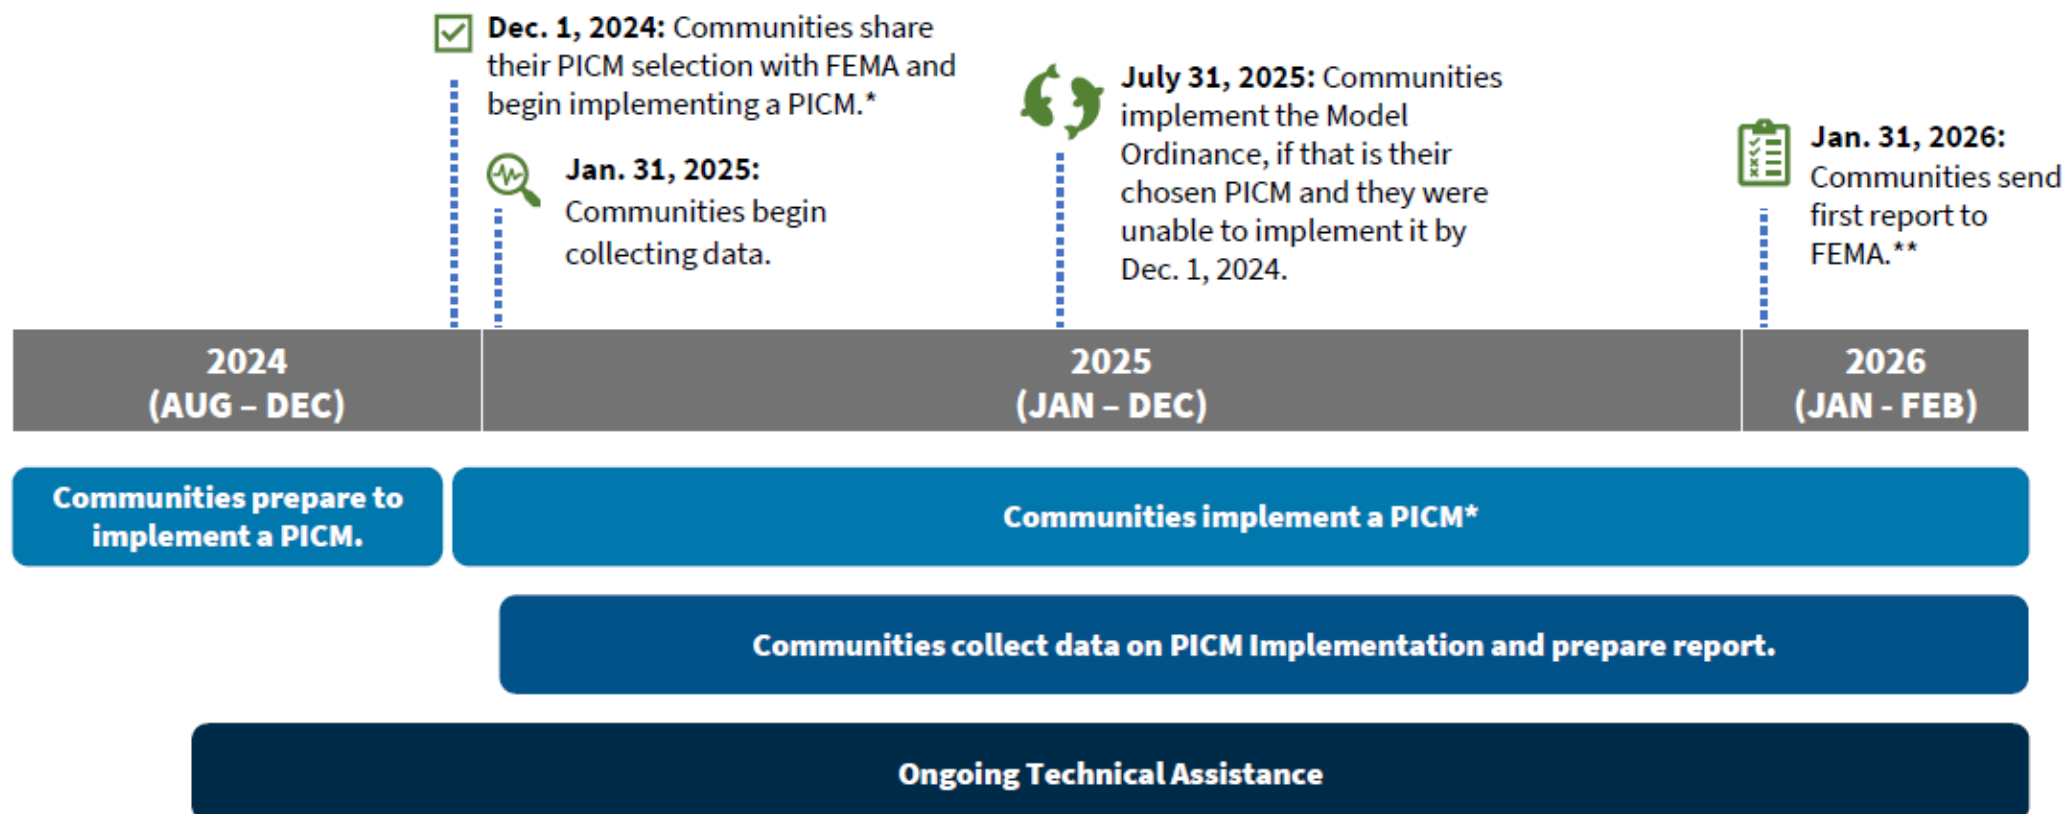 Dec. 1, 2024: Communities share
their PICM selection with FEMA and
begin implementing a PICM.*
Jan. 31, 2025:
Communities begin
collecting data.
July 31, 2025: Communities
implement the Model
Ordinance, if that is their
chosen PICM and they were
unable to implement it by
Dec. 1, 2024.
Jan. 31, 2026:
Communities send
first report to
FEMA.**
2024
(AUG – DEC)
2025
(JAN – DEC)
2026
(JAN - FEB)
Communities prepare to
implement a PICM.
Communities implement a PICM*
Communities collect data on PICM Implementation and prepare report.
Ongoing Technical Assistance